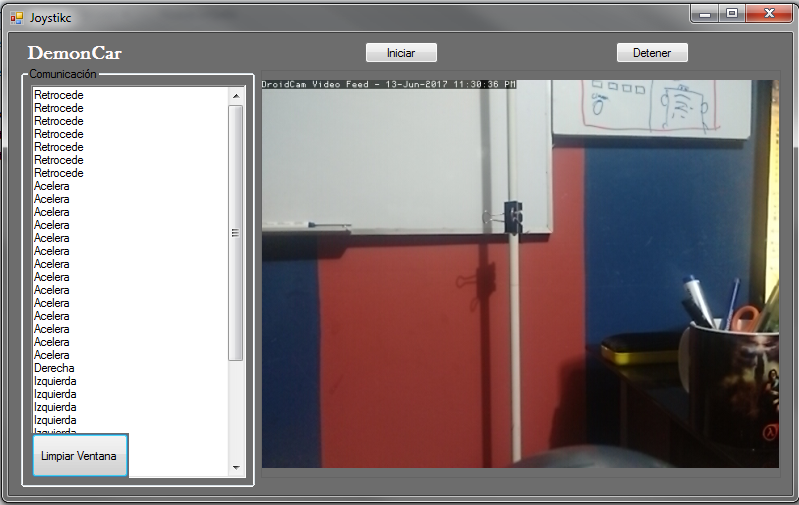 Joystikc
DemonCar
Iniciar
Detener
Comunicación
Retrocede
Retrocede
Retrocede
Retrocede
Retrocede
Retrocede
Retrocede
Acelera
Acelera
Acelera
Acelera
Acelera
Acelera
Acelera
Acelera
Acelera
Acelera
Acelera
Acelera
Acelera
Acelera
Derecha
Izquierda
Izquierda
Izquierda
Izquierda
Izquierda
Limpiar Ventana
DroidCam Video Feed - 13-Jun-2017 11:30:36 PM